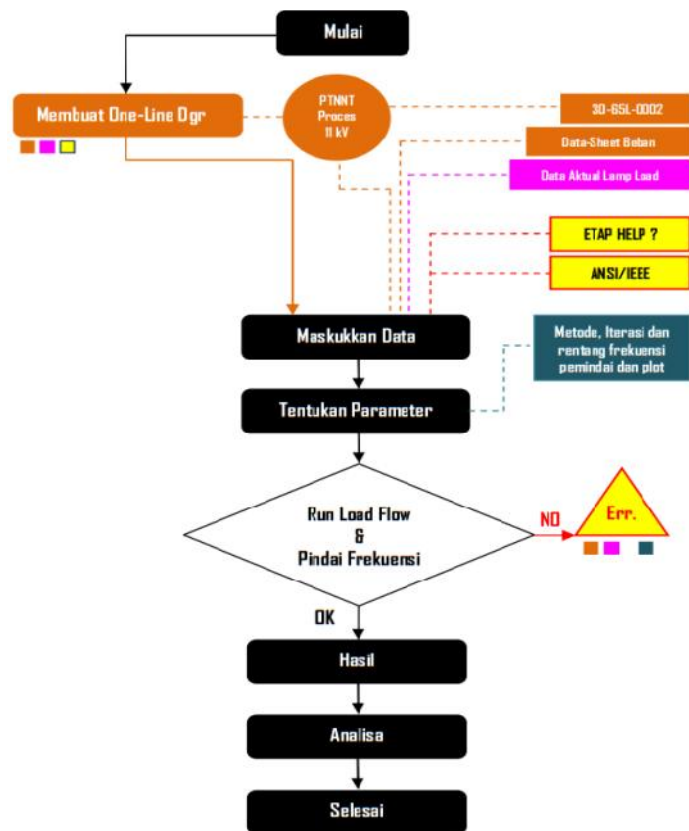 Mulai
Membuat One-Line Dgr
PTNNT
Proces
11 kV
30-65L-0002
Data-Sheet Beban
Data Aktual Lamp Load
ETAP HELP ?
ANSI/IEEE
Maskukkan Data
Metode, Iterasi dan
rentang frekuensi
pemindai dan plot
Tentukan Parameter
Run Load Flow
&
Pindai Frekuensi
NO
Err.
OK
Hasil
Analisa
Selesai